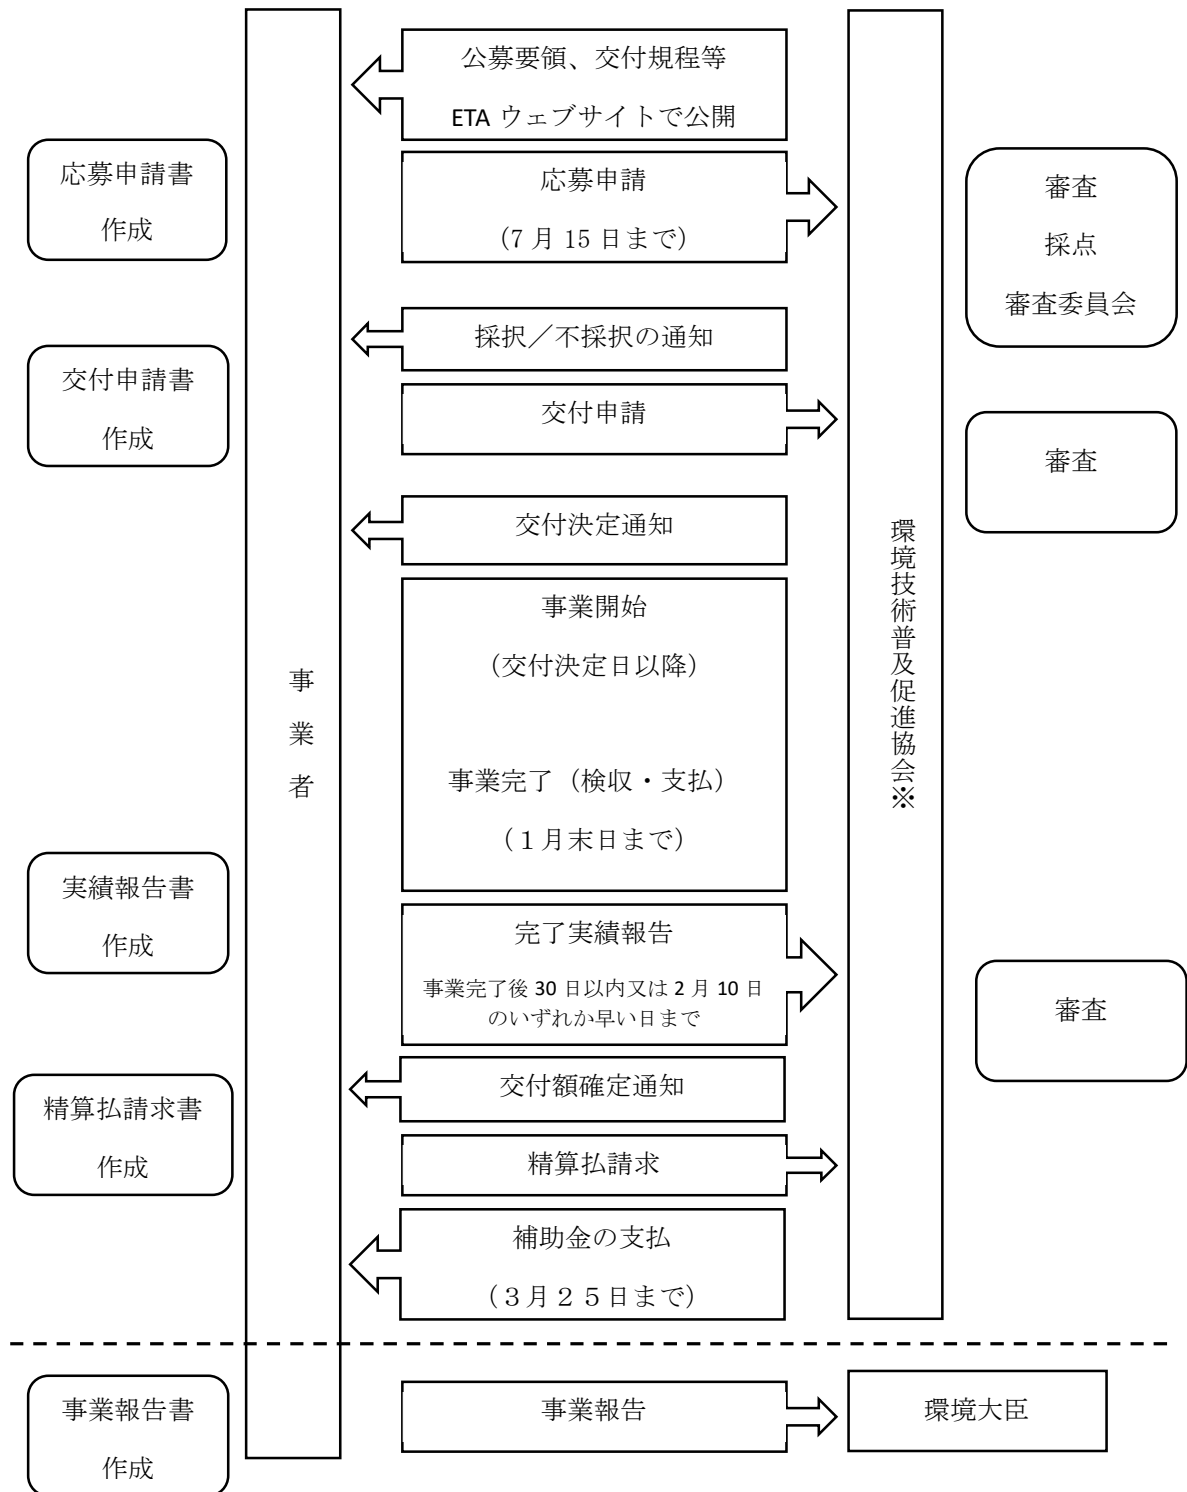 公募要領、交付規程等
ETA ウェブサイトで公開
応募申請書
作成
応募申請
（7 月 15 日まで）
審査
採点
審査委員会
採択／不採択の通知
交付申請書
作成
交付申請
審査
交付決定通知
事業開始
（交付決定日以降）
事業者
環境技術普及促進協会※
事業完了（検収・支払）
（１月末日まで）
実績報告書
作成
完了実績報告
事業完了後 30 日以内又は 2 月 10 日
のいずれか早い日まで
審査
交付額確定通知
精算払請求書
作成
精算払請求
補助金の支払
（３月２５日まで）
事業報告書
作成
事業報告
環境大臣